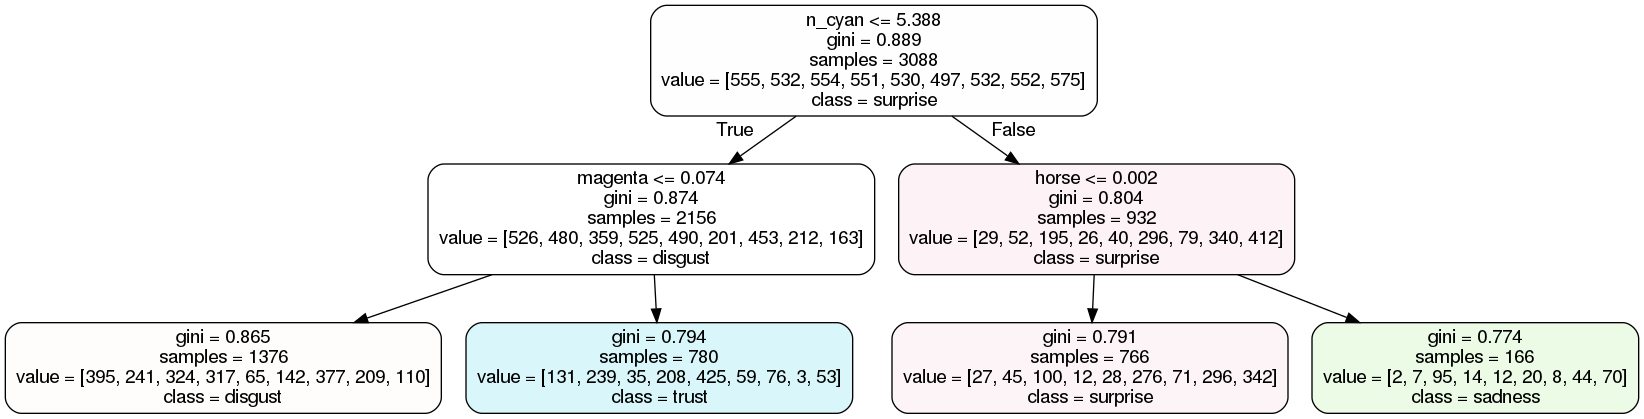 n_cyan <= 5.388
gini = 0.889
samples = 3088
value = [555, 532, 554, 551, 530, 497, 532, 552, 575]
class = surprise
True
False
magenta <= 0.074
gini = 0.874
samples = 2156
value = [526, 480, 359, 525, 490, 201, 453, 212, 163]
class = disgust
horse <= 0.002
gini = 0.804
samples = 932
value = [29, 52, 195, 26, 40, 296, 79, 340, 412]
class = surprise
gini = 0.865
samples = 1376
value = [395, 241, 324, 317, 65, 142, 377, 209, 110]
class = disgust
gini = 0.794
samples = 780
value = [131, 239, 35, 208, 425, 59, 76, 3, 53]
class = trust
gini = 0.791
samples = 766
value = [27, 45, 100, 12, 28, 276, 71, 296, 342]
class = surprise
gini = 0.774
samples = 166
value = [2, 7, 95, 14, 12, 20, 8, 44, 70]
class = sadness